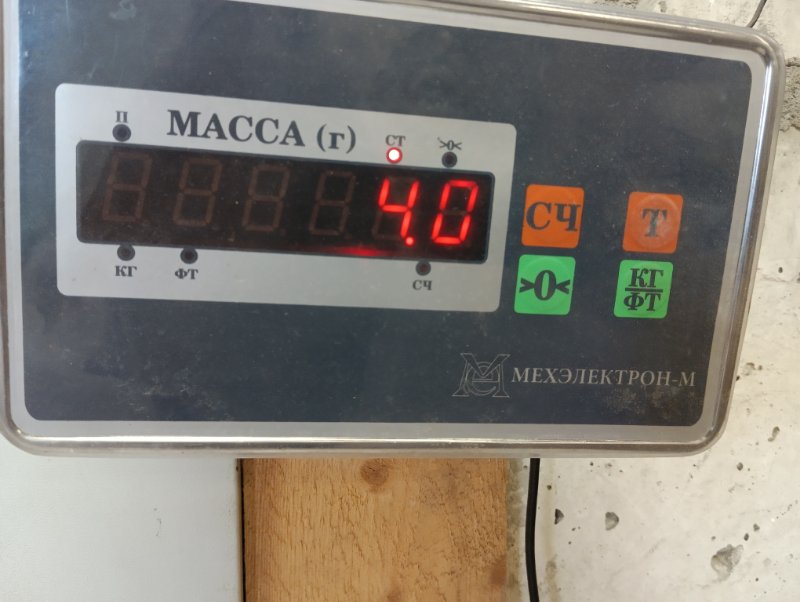 П
МАССА (г)
СТ
>0<
4.0
КГ
ФТ
СЧ
СЧ
Т
>0<
КГ
ФТ
МЕХЭЛЕКТРОН-М